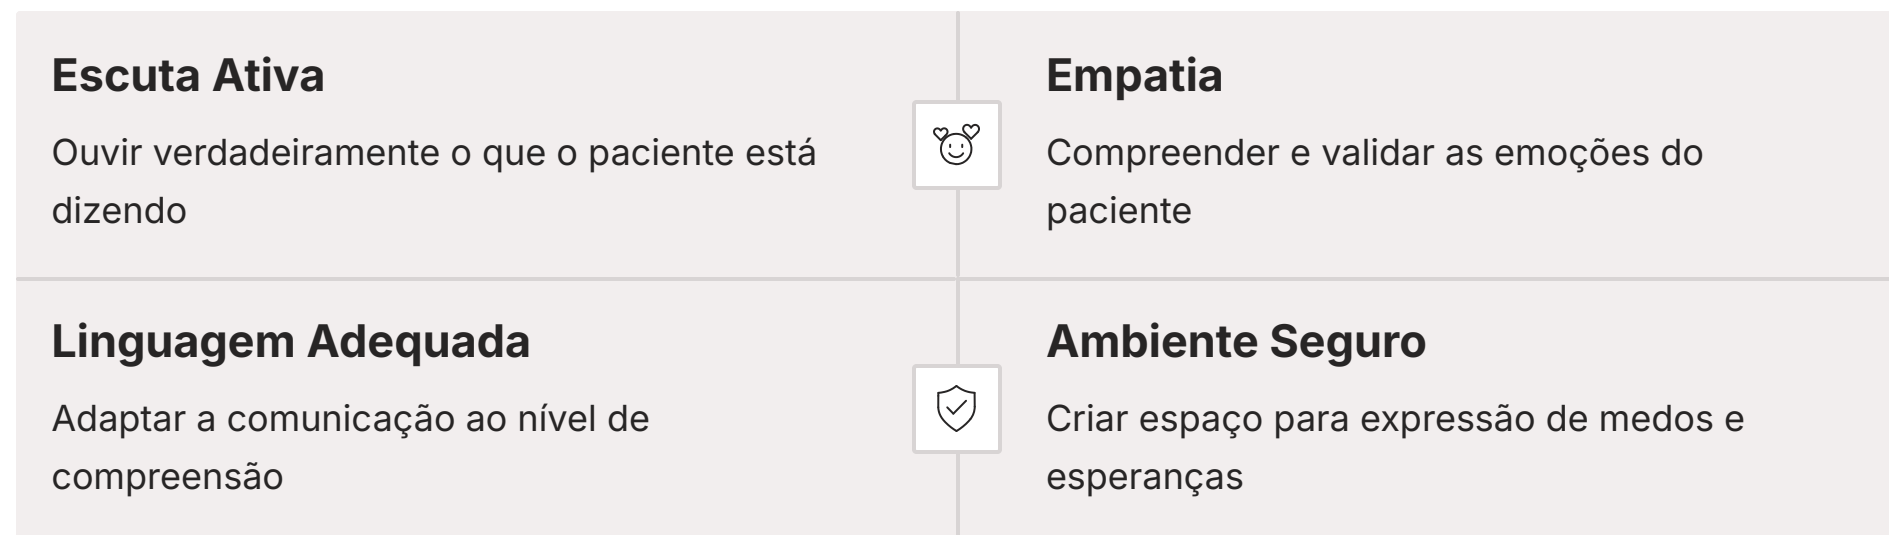 Escuta Ativa
Ouvir verdadeiramente o que o paciente está
dizendo
Empatia
Compreender e validar as emoções do
paciente
Linguagem Adequada
Adaptar a comunicação ao nível de
compreensão
Ambiente Seguro
Criar espaço para expressão de medos e
esperanças